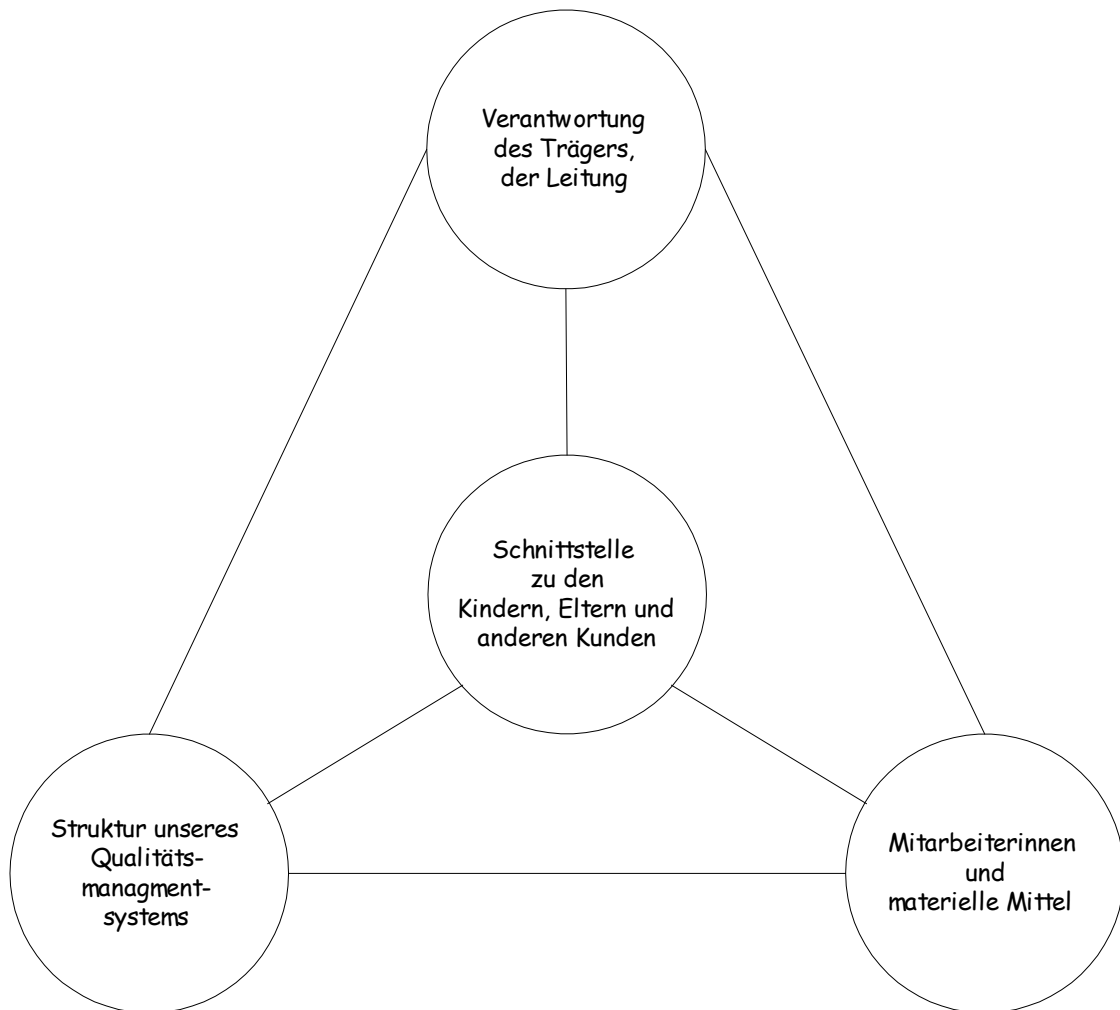 Verantwortung
des Trägers,
der Leitung
Schnittstelle
zu den
Kindern, Eltern und
anderen Kunden
Struktur unseres
Qualitäts-
managment-
systems
Mitarbeiterinnen
und
materielle Mittel